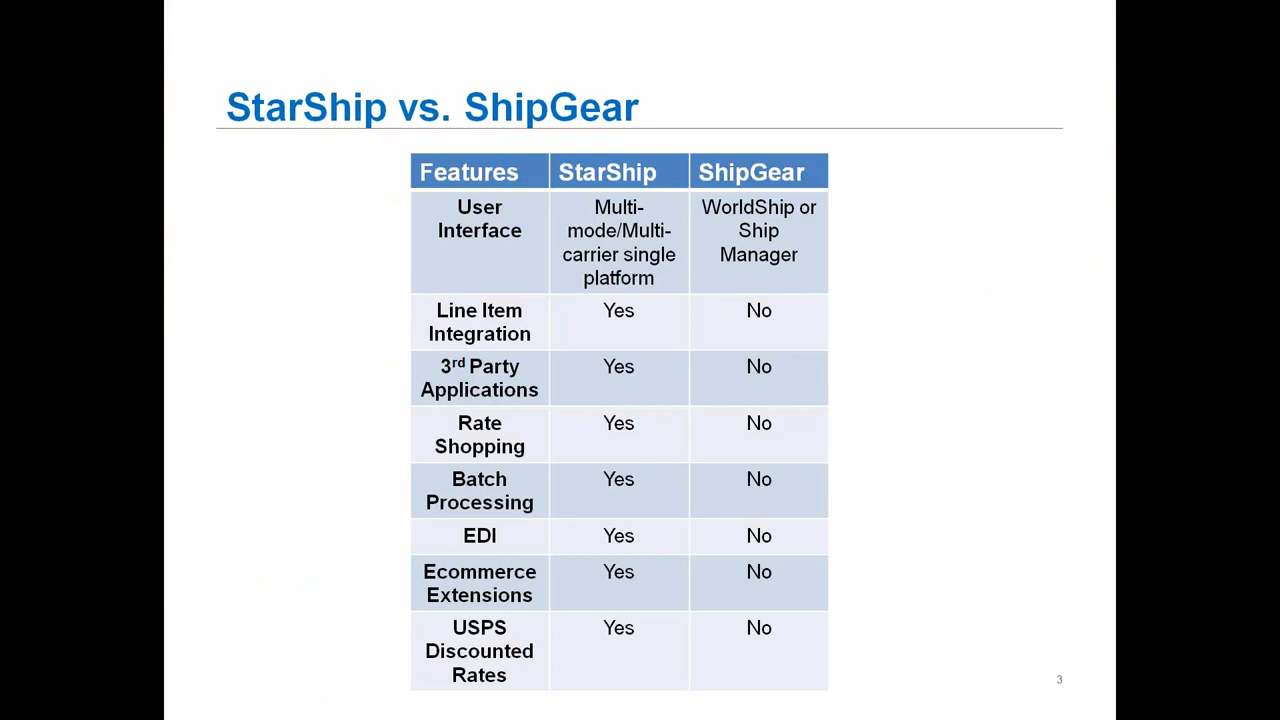 StarShip vs. ShipGear
Features StarShip ShipGear
User Interface Multi-mode/Multi-carrier single platform WorldShip or Ship Manager
Line Item Integration Yes No
3rd Party Applications Yes No
Rate Shopping Yes No
Batch Processing Yes No
EDI Yes No
Ecommerce Extensions Yes No
USPS Discounted Rates Yes No
3